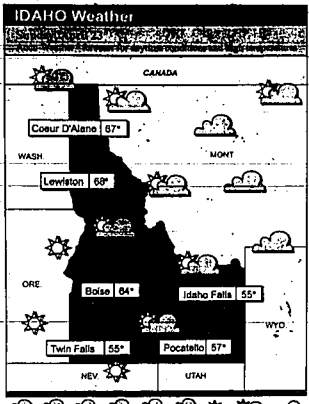 IDAHO Weather
CANADA
Coeur D'Alene 67°
WASH.
MONT
Lewiston 68°
ORE.
Boise 64°
Idaho Falls 55°
WYO.
Twin Falls 55°
Pocatello 57°
NEV.
UTAH